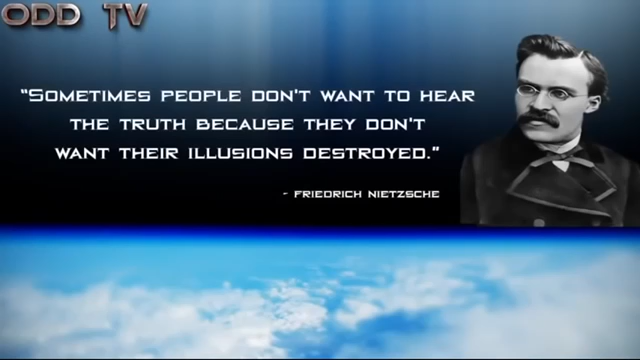 ODD TV
"Sometimes people don't want to hear
the truth because they don't
want their illusions destroyed."
- Friedrich Nietzsche